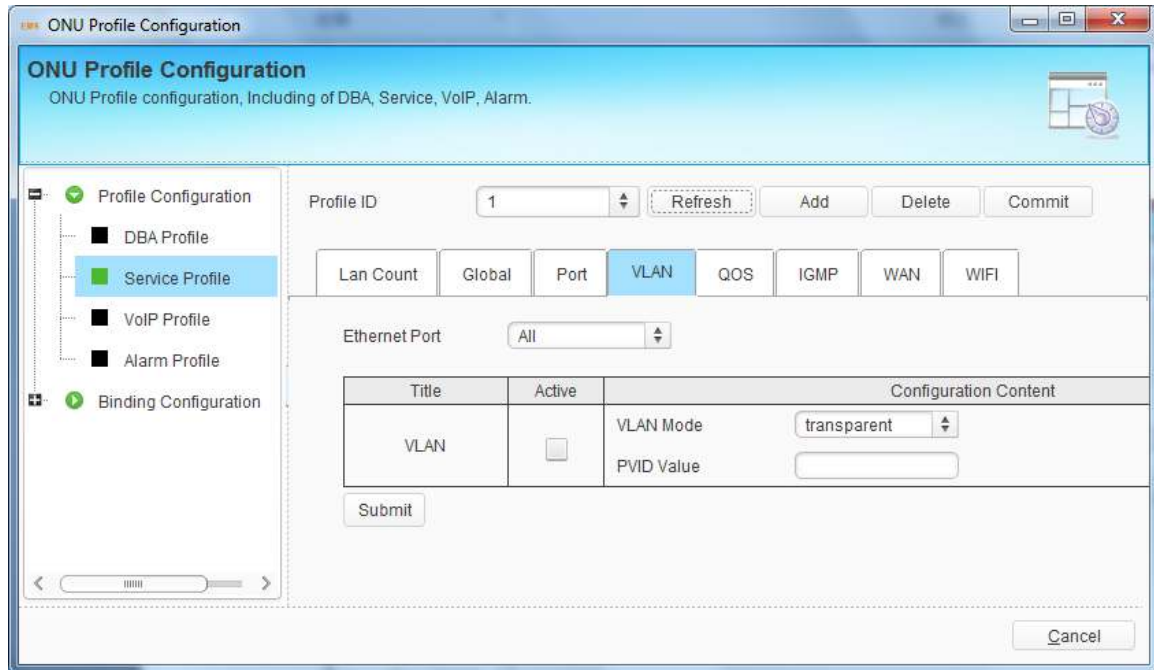 ONU Profile Configuration
ONU Profile Configuration
ONU Profile configuration, Including of DBA, Service, VoIP, Alarm.
Profile Configuration
DBA Profile
Service Profile
VoIP Profile
Alarm Profile
Binding Configuration
Profile ID 1 Refresh Add Delete Commit
Lan Count Global Port VLAN QOS IGMP WAN WIFI
Ethernet Port All
Title Active Configuration Content
VLAN
VLAN Mode transparent
PVID Value
Submit
Cancel